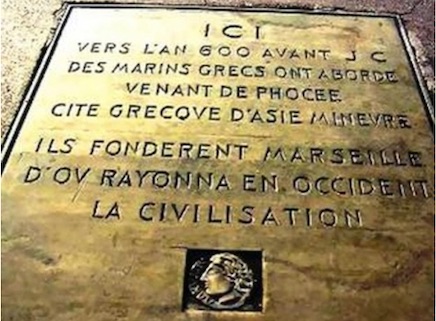 ICI
VERS L'AN 600 AVANT J C
DES MARINS GRECS ONT ABORDE
VENANT DE PHOCEE
CITE GRECQVE D'ASIE MINEVRE
ILS FONDERENT MARSEILLE
D'OV RAYONNA EN OCCIDENT
LA CIVILISATION